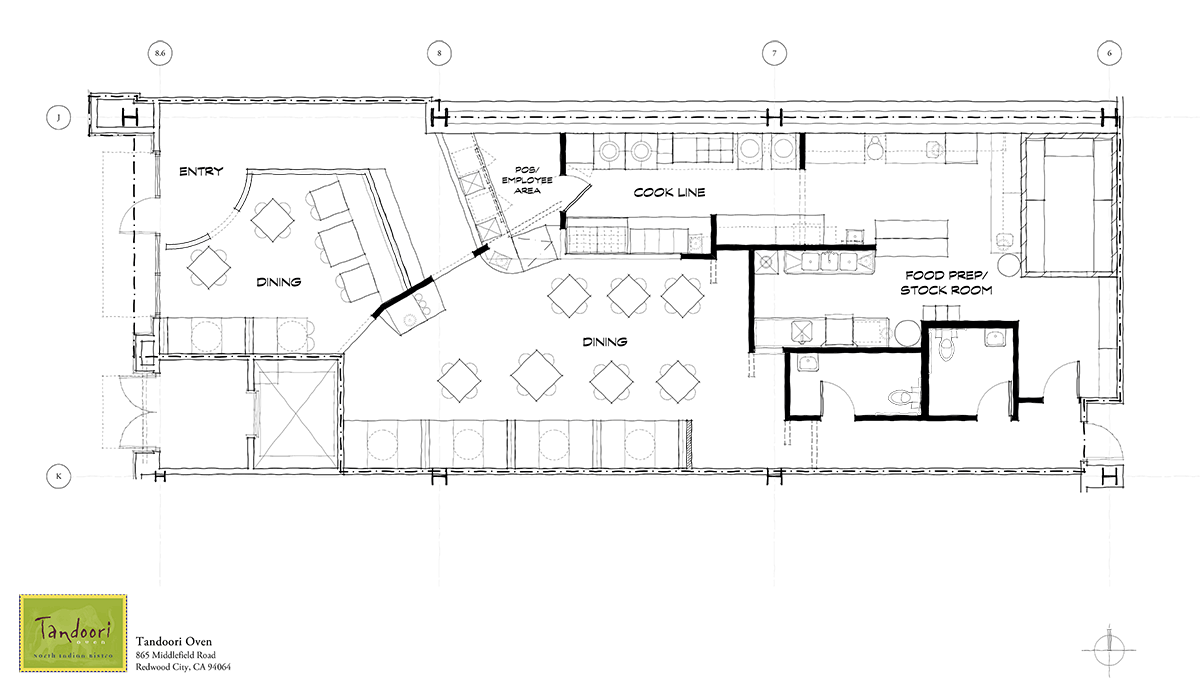 8.6
8
7
6
J
ENTRY
POS/
EMPLOYEE
AREA
COOK LINE
DINING
FOOD PREP/
STOCK ROOM
DINING
K
Tandoori
oven
north indian bistro
Tandoori Oven
865 Middlefield Road
Redwood City, CA 94064